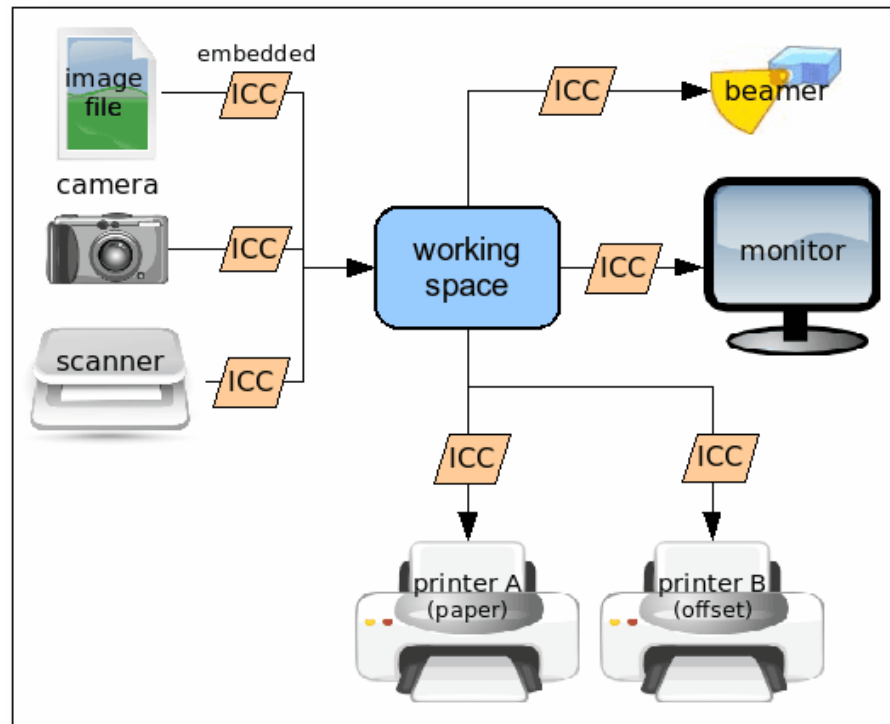 image
file
embedded
ICC
camera
ICC
scanner
ICC
working
space
ICC
beamer
ICC
monitor
ICC
ICC
printer A
(paper)
printer B
(offset)